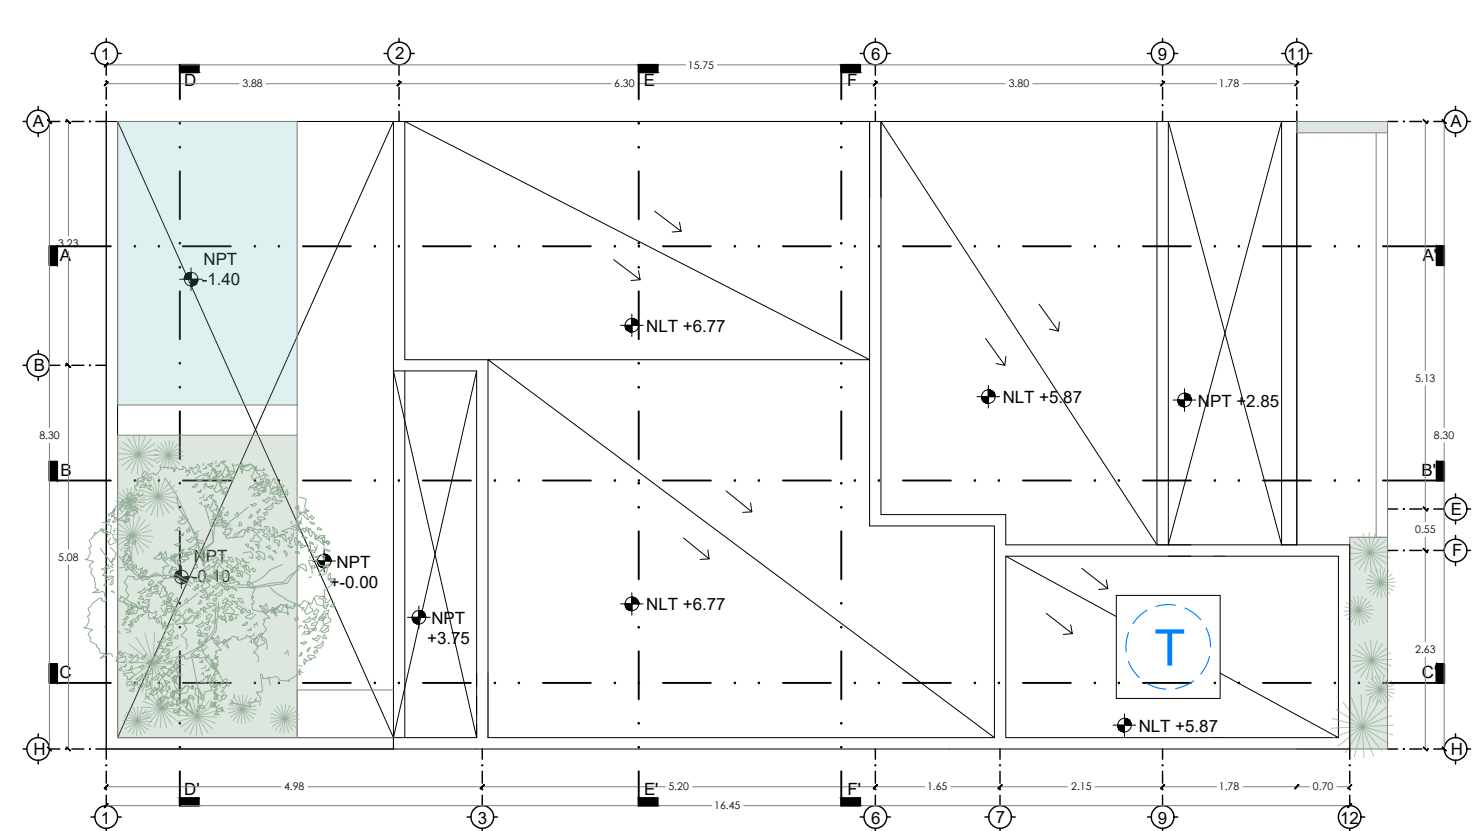 1
2
6
9
11
15.75
D
E
F
3.88
6.30
3.80
1.78
A
A
3.23
A
A'
NPT
-1.40
NLT +6.77
B
5.13
NLT +5.87
NPT +2.85
8.30
8.30
B
B'
E
0.55
F
5.08
NPT
-0.10
NPT
+-0.00
NLT +6.77
NPT
+3.75
T
2.63
C
C'
NLT +5.87
H
H
D'
E'
F'
4.98
5.20
1.65
2.15
1.78
0.70
16.45
1
3
6
7
9
12